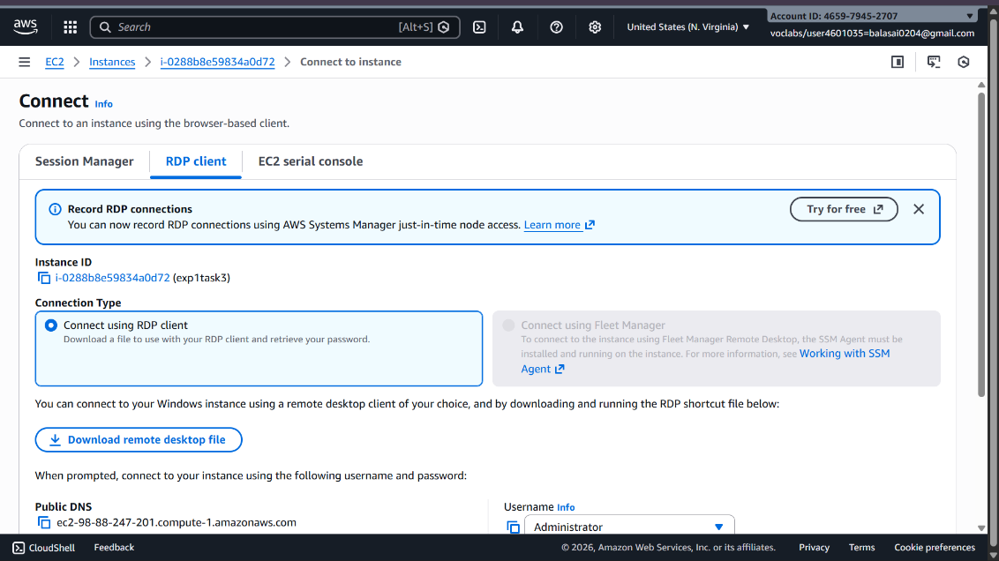 aws
Search [Alt+S]
United States (N. Virginia)
Account ID: 4659-7945-2707
voclabs/user4601035=balasai0204@gmail.com
EC2 > Instances > i-0288b8e59834a0d72 > Connect to instance
Connect Info
Connect to an instance using the browser-based client.
Session Manager RDP client EC2 serial console
Record RDP connections
You can now record RDP connections using AWS Systems Manager just-in-time node access. Learn more
Try for free
Instance ID
i-0288b8e59834a0d72 (exp1task3)
Connection Type
Connect using RDP client
Download a file to use with your RDP client and retrieve your password.
Connect using Fleet Manager
To connect to the instance using Fleet Manager Remote Desktop, the SSM Agent must be
installed and running on the instance. For more information, see Working with SSM
Agent
You can connect to your Windows instance using a remote desktop client of your choice, and by downloading and running the RDP shortcut file below:
Download remote desktop file
When prompted, connect to your instance using the following username and password:
Public DNS
ec2-98-88-247-201.compute-1.amazonaws.com
Username Info
Administrator
CloudShell Feedback © 2026, Amazon Web Services, Inc. or its affiliates. Privacy Terms Cookie preferences